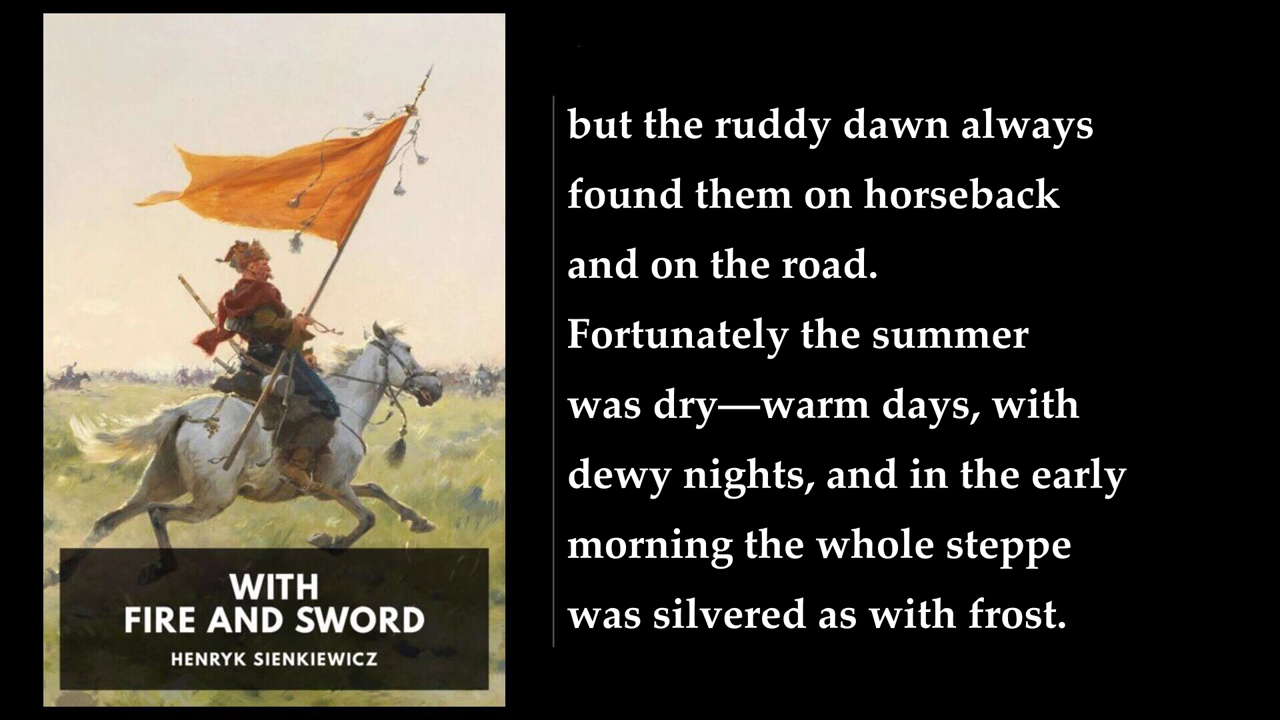 WITH
FIRE AND SWORD
HENRYK SIENKIEWICZ
but the ruddy dawn always
found them on horseback
and on the road.
Fortunately the summer
was dry—warm days, with
dewy nights, and in the early
morning the whole steppe
was silvered as with frost.